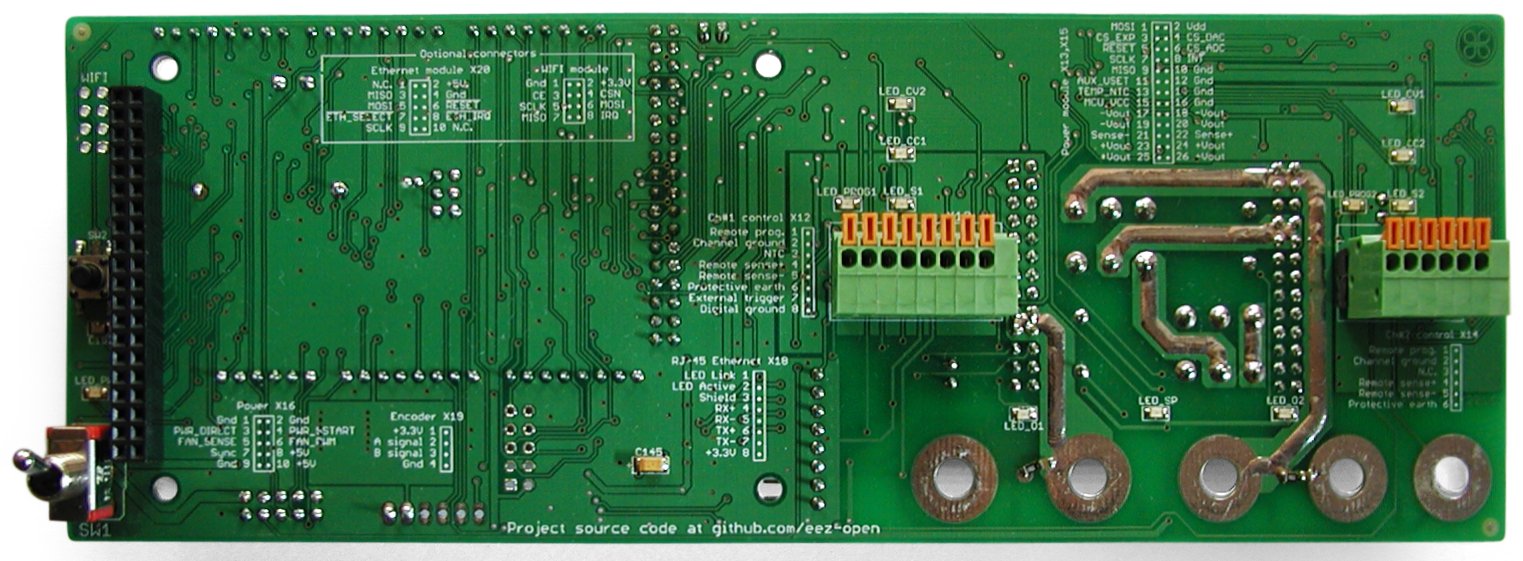 WIFI
Optional connectors
Ethernet module X20
N.C. 1 2 +5V
MISO 3 4 Gnd
MOSI 5 6 RESET
ETH_SELECT 7 8 ETH_IRQ
SCLK 9 10 N.C.
WIFI module
Gnd 1 2 +3.3V
CE 3 4 CSN
SCLK 5 6 MOSI
MISO 7 8 IRQ
Power module X13,X15
MOSI 1 2 Vdd
CS_EXP 3 4 CS_DAC
RESET 5 6 CS_ADC
SCLK 7 8 INT
MISO 9 10 Gnd
AUX_VSET 11 12 Gnd
TEMP_NTC 13 14 Gnd
MCU_VCC 15 16 Gnd
-Vout 17 18 -Vout
-Vout 19 20 -Vout
Sense- 21 22 Sense+
+Vout 23 24 +Vout
+Vout 25 26 +Vout
LED_CV2
LED_CV1
LED_CC1
LED_CC2
LED_PROG1
LED_S1
LED_PROG2
LED_S2
Ch#1 control X12
Remote prog. 1
Channel ground 2
NTC 3
Remote sense+ 4
Remote sense- 5
Protective earth 6
External trigger 7
Digital ground 8
SW2
Ch#2 control X14
Remote prog. 1
Channel ground 2
N.C. 3
Remote sense+ 4
Remote sense- 5
Protective earth 6
RJ-45 Ethernet X18
LED Link 1
LED Active 2
Shield 3
RX+ 4
RX- 5
TX+ 6
TX- 7
+3.3V 8
Power X16
Gnd 1 2 Gnd
PWR_DIRECT 3 4 PWR_SSTART
FAN_SENSE 5 6 FAN_PWM
Sync 7 8 +5V
Gnd 9 10 +5V
Encoder X19
+3.3V 1
A signal 2
B signal 3
Gnd 4
LED_O1
LED_SP
LED_O2
C145
SW1
Project source code at github.com/eez-open